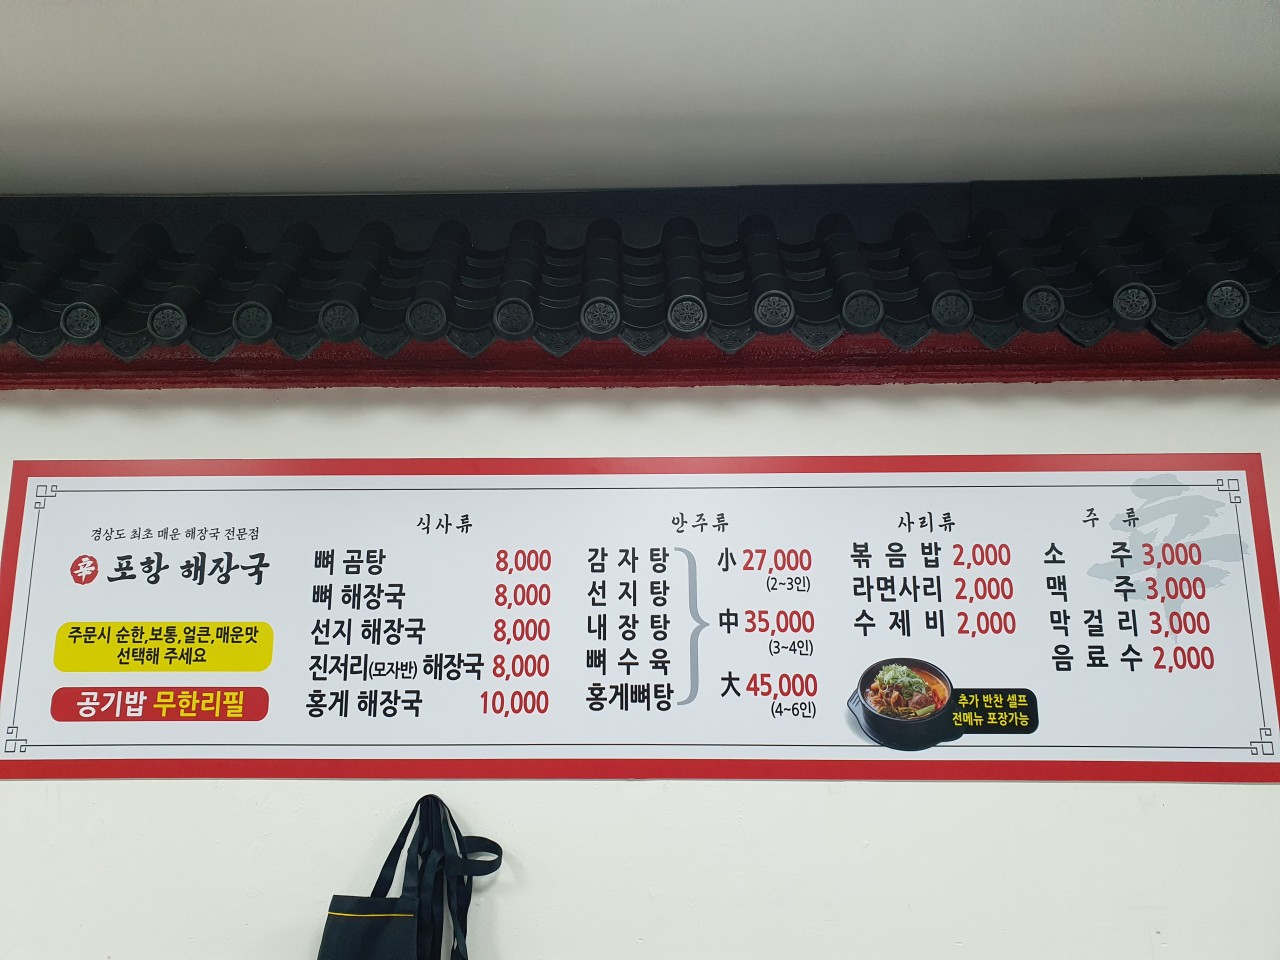 경상도 최초 매운 해장국 전문점
辛 포항 해장국
주문시 순한,보통,얼큰,매운맛
선택해 주세요
공기밥 무한리필
식사류
뼈 곰탕 8,000
뼈 해장국 8,000
선지 해장국 8,000
진저리(모자반) 해장국 8,000
홍게 해장국 10,000
안주류
감자탕
선지탕
내장탕
뼈수육
홍게뼈탕
小 27,000
(2~3인)
中 35,000
(3~4인)
大 45,000
(4~6인)
사리류
볶음밥 2,000
라면사리 2,000
수제비 2,000
추가 반찬 셀프
전메뉴 포장가능
주류
辛
소주 3,000
맥주 3,000
막걸리 3,000
음료수 2,000